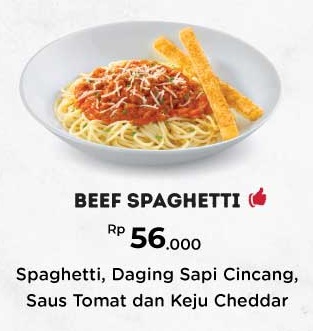 BEEF SPAGHETTI
Rp 56.000
Spaghetti, Daging Sapi Cincang,
Saus Tomat dan Keju Cheddar